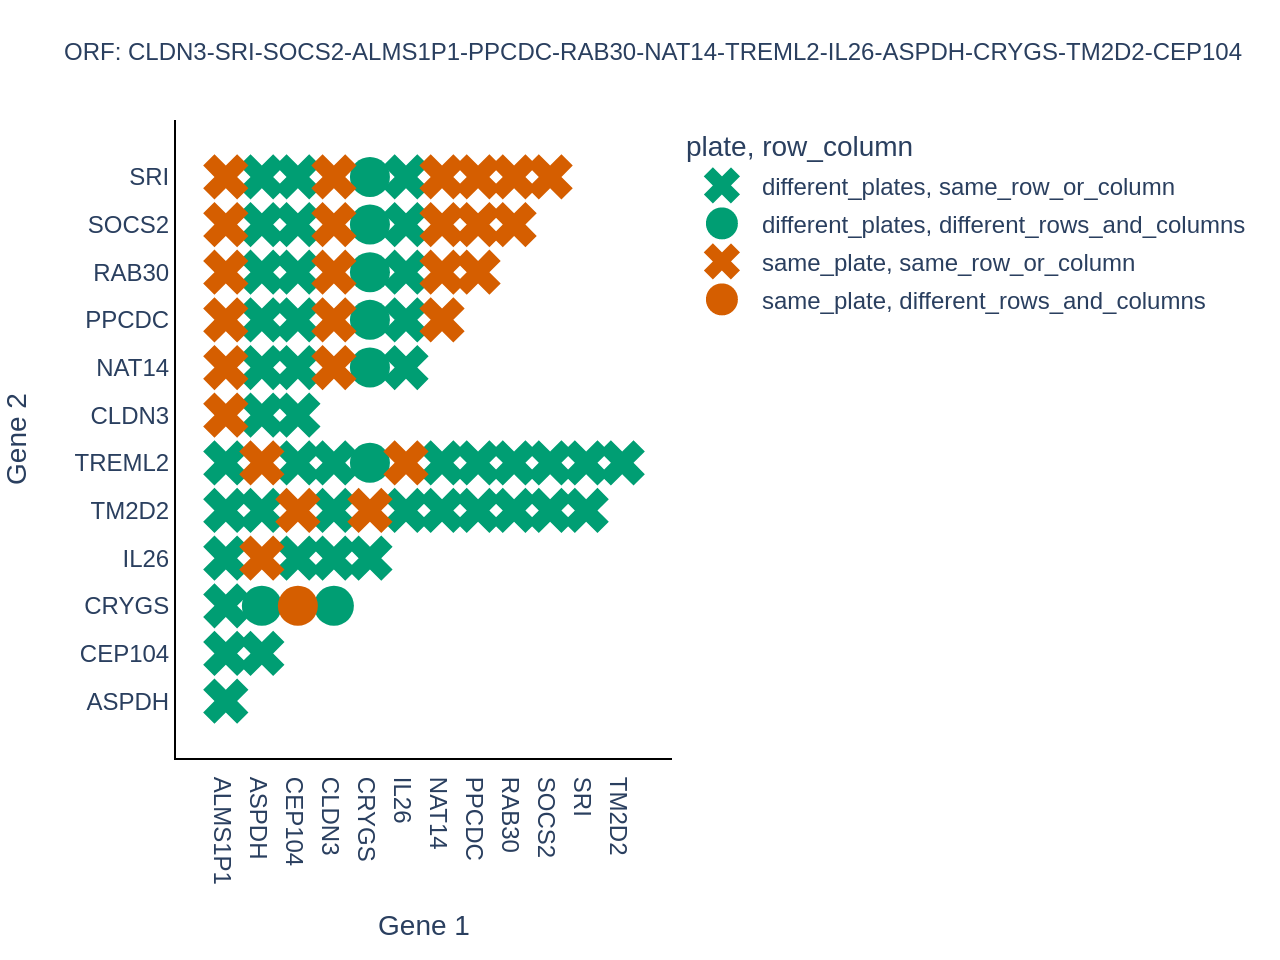 ORF: CLDN3-SRI-SOCS2-ALMS1P1-PPCDC-RAB30-NAT14-TREML2-IL26-ASPDH-CRYGS-TM2D2-CEP104
plate, row_column
different_plates, same_row_or_column
different_plates, different_rows_and_columns
same_plate, same_row_or_column
same_plate, different_rows_and_columns
Gene 2
SRI
SOCS2
RAB30
PPCDC
NAT14
CLDN3
TREML2
TM2D2
IL26
CRYGS
CEP104
ASPDH
ALMS1P1
ASPDH
CEP104
CLDN3
CRYGS
IL26
NAT14
PPCDC
RAB30
SOCS2
SRI
TM2D2
Gene 1